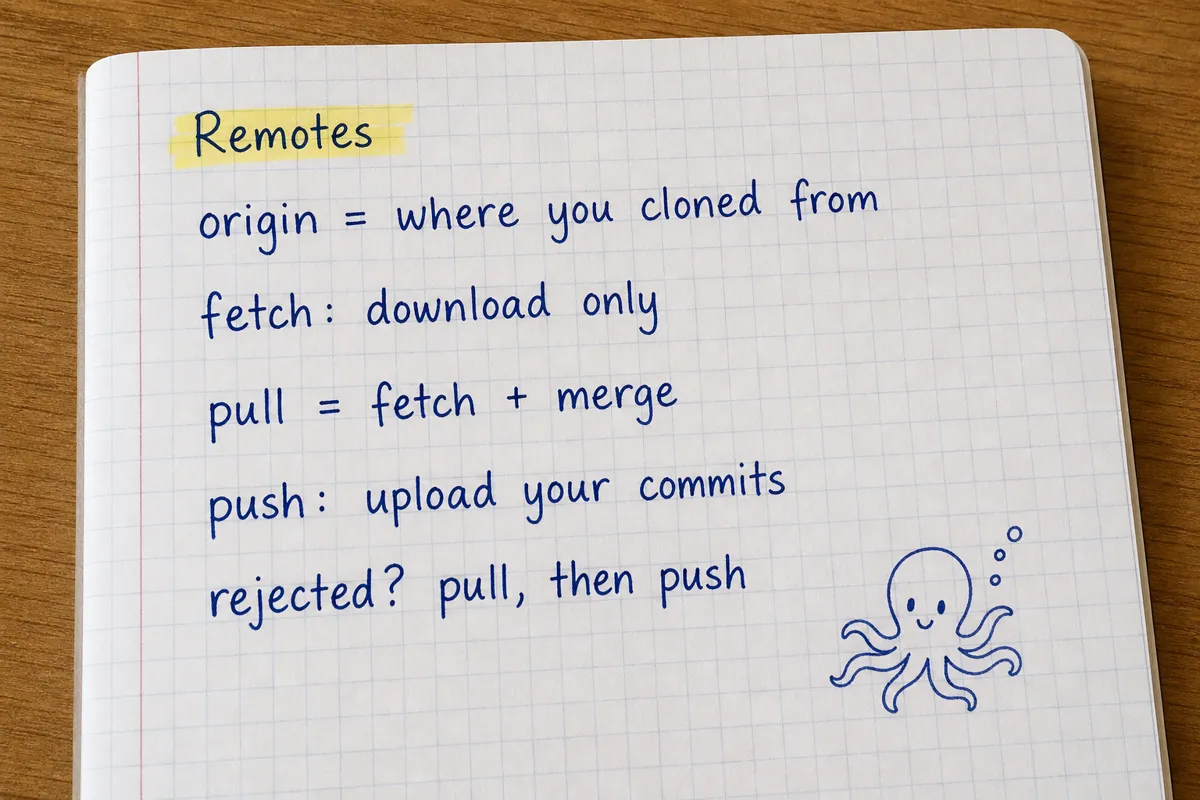 Remotes
origin = where you cloned from
fetch: download only
pull = fetch + merge
push: upload your commits
rejected? pull, then push